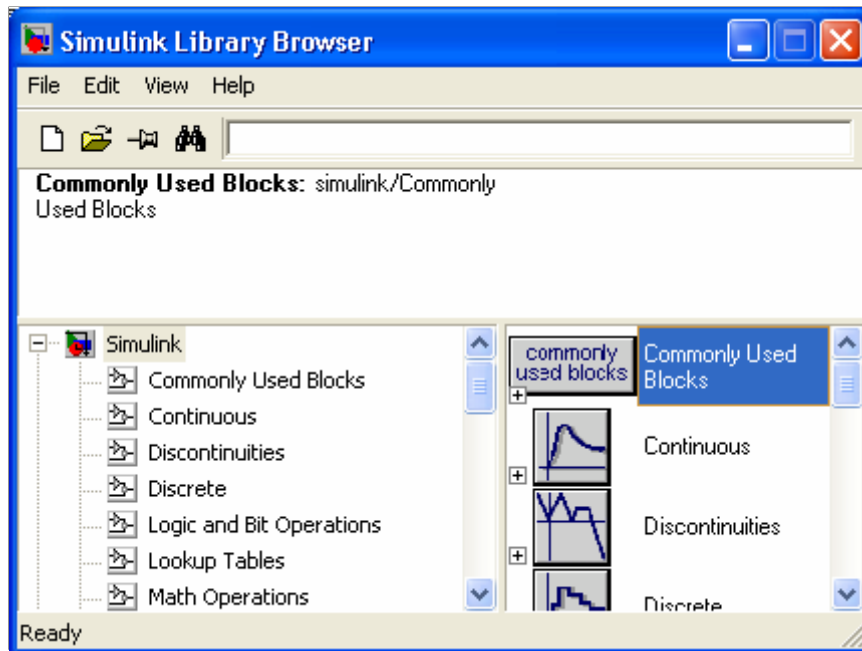 Simulink Library Browser
File Edit View Help
Commonly Used Blocks: simulink/Commonly
Used Blocks
Simulink
Commonly Used Blocks
Continuous
Discontinuities
Discrete
Logic and Bit Operations
Lookup Tables
Math Operations
commonly
used blocks
Commonly Used
Blocks
Continuous
Discontinuities
Discrete
Ready